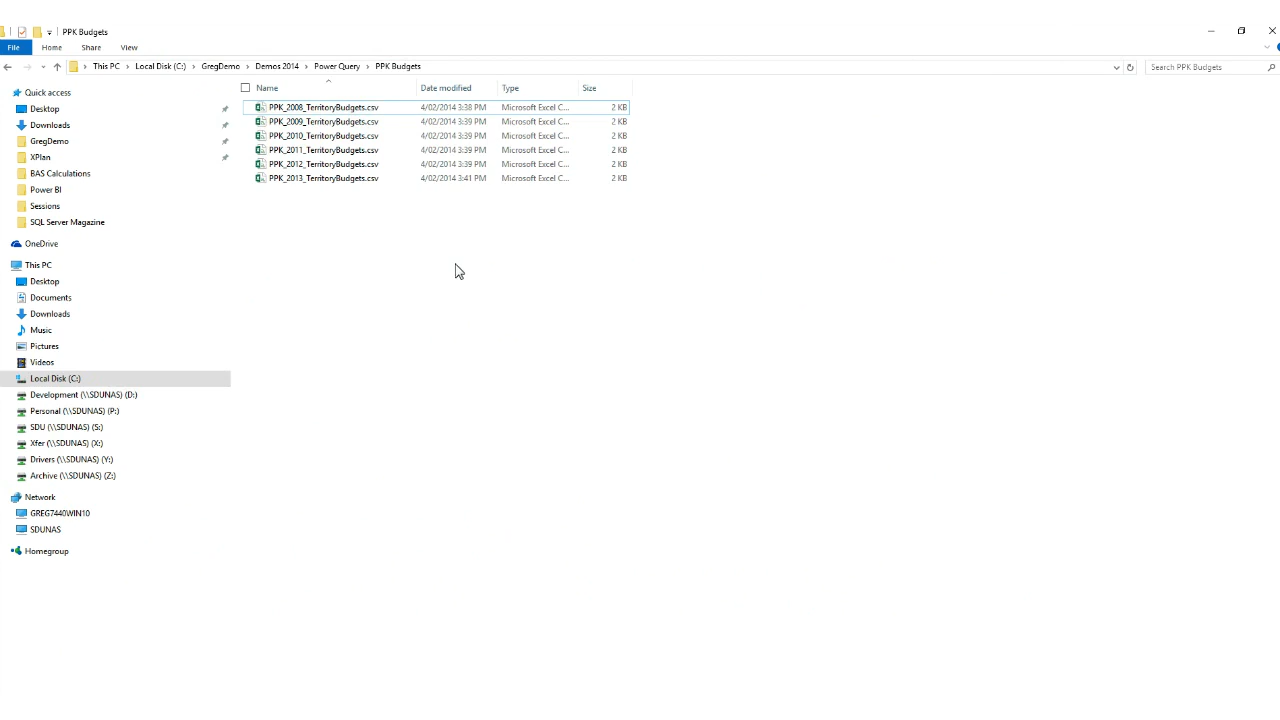 PPK Budgets
File Home Share View
This PC Local Disk (C:) GregDemo Demos 2014 Power Query PPK Budgets Search PPK Budgets
Name Date modified Type Size
PPK_2008_TerritoryBudgets.csv 4/02/2014 3:38 PM Microsoft Excel C... 2 KB
PPK_2009_TerritoryBudgets.csv 4/02/2014 3:39 PM Microsoft Excel C... 2 KB
PPK_2010_TerritoryBudgets.csv 4/02/2014 3:39 PM Microsoft Excel C... 2 KB
PPK_2011_TerritoryBudgets.csv 4/02/2014 3:39 PM Microsoft Excel C... 2 KB
PPK_2012_TerritoryBudgets.csv 4/02/2014 3:39 PM Microsoft Excel C... 2 KB
PPK_2013_TerritoryBudgets.csv 4/02/2014 3:41 PM Microsoft Excel C... 2 KB
Quick access
Desktop
Downloads
GregDemo
XPlan
BAS Calculations
Power BI
Sessions
SQL Server Magazine
OneDrive
This PC
Desktop
Documents
Downloads
Music
Pictures
Videos
Local Disk (C:)
Development (\\SDUNAS) (D:)
Personal (\\SDUNAS) (P:)
SDU (\\SDUNAS) (S:)
Xfer (\\SDUNAS) (X:)
Drivers (\\SDUNAS) (Y:)
Archive (\\SDUNAS) (Z:)
Network
GREG7440WIN10
SDUNAS
Homegroup